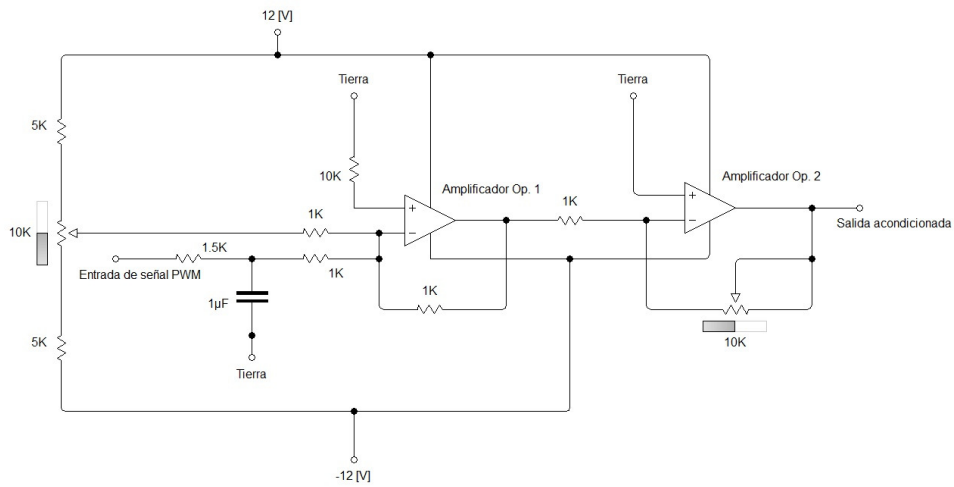 12 [V]
Tierra
Tierra
5K
10K
Amplificador Op. 1
Amplificador Op. 2
1K
1K
10K
Salida acondicionada
1.5K
Entrada de señal PWM
1K
1µF
1K
5K
10K
Tierra
-12 [V]